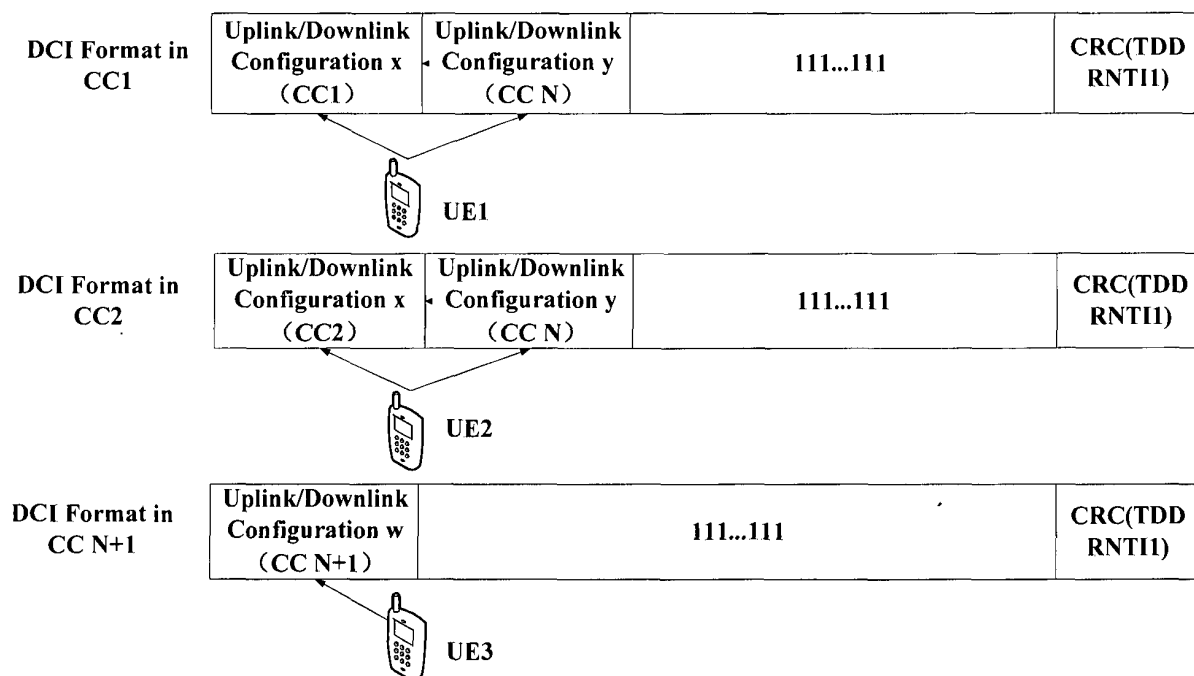 DCI Format in
CC1
Uplink/Downlink
Configuration x
（CC1）
Uplink/Downlink
Configuration y
（CC N）
111...111
CRC(TDD
RNTI1)
UE1
DCI Format in
CC2
Uplink/Downlink
Configuration x
（CC2）
Uplink/Downlink
Configuration y
（CC N）
111...111
CRC(TDD
RNTI1)
UE2
DCI Format in
CC N+1
Uplink/Downlink
Configuration w
（CC N+1）
111...111
CRC(TDD
RNTI1)
UE3